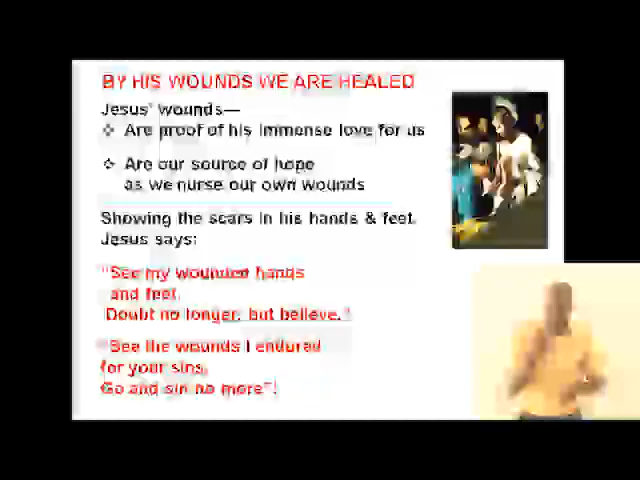 BY HIS WOUNDS WE ARE HEALED
Jesus' wounds—
❖ Are proof of his immense love for us
❖ Are our source of hope
as we nurse our own wounds
Showing the scars in his hands & feet,
Jesus says:
"See my wounded hands
and feet.
Doubt no longer, but believe."
"See the wounds I endured
for your sins.
Go and sin no more"!